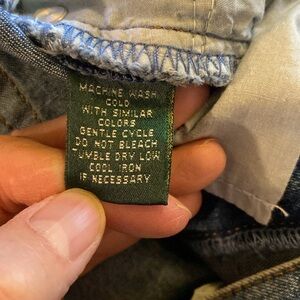 MACHINE WASH
COLD
WITH SIMILAR
COLORS
GENTLE CYCLE
DO NOT BLEACH
TUMBLE DRY LOW
COOL IRON
IF NECESSARY